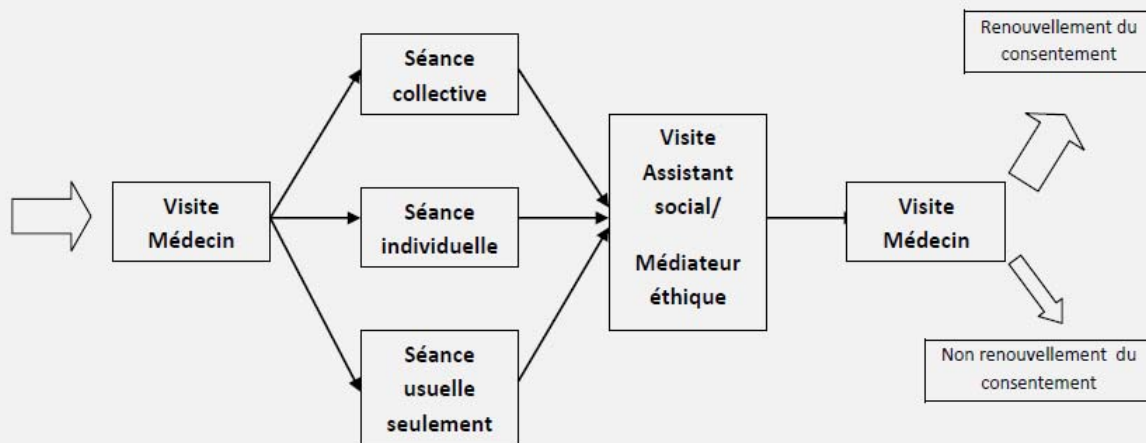 Visite
Médecin
Séance
collective
Séance
individuelle
Séance
usuelle
seulement
Visite
Assistant
social/
Médiateur
éthique
Visite
Médecin
Renouvellement du
consentement
Non renouvellement du
consentement